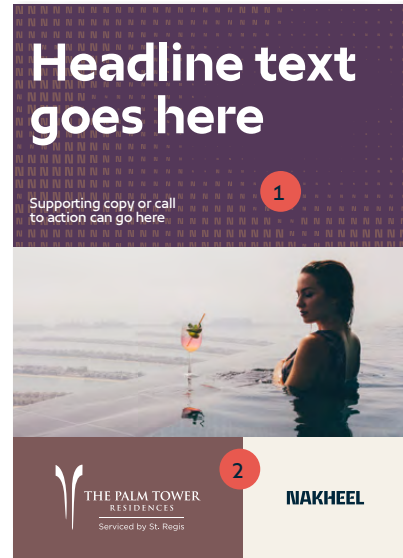 Headline text
goes here
1
Supporting copy or call
to action can go here
2
THE PALM TOWER
RESIDENCES
Serviced by St. Regis
NAKHEEL